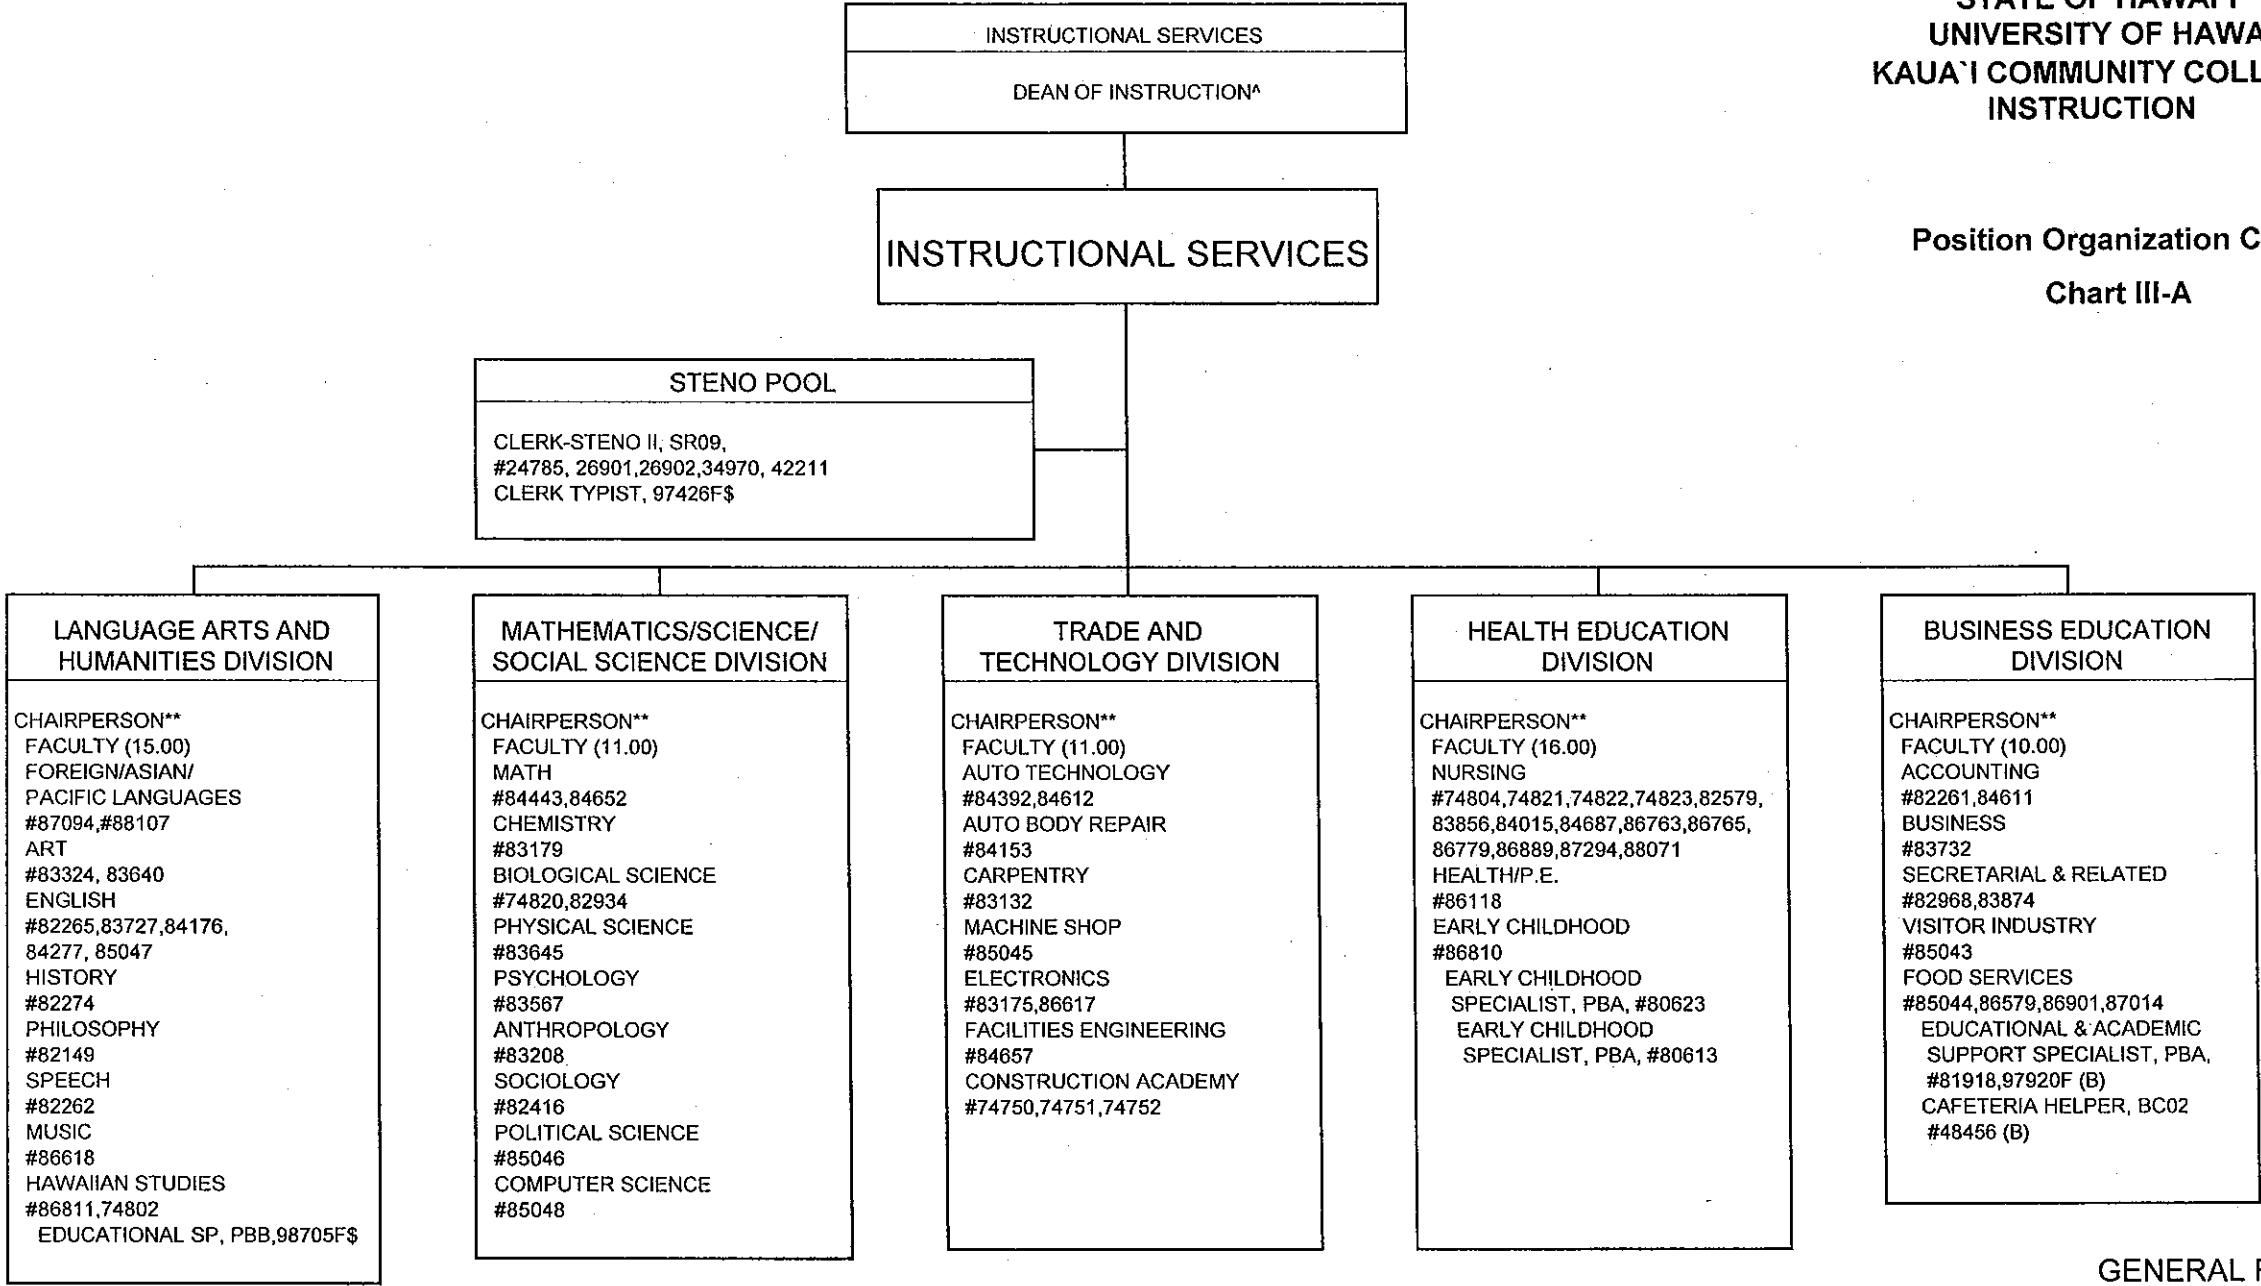 STATE OF HAWAI'I
UNIVERSITY OF
KAUA`I COMMUNITY
INSTRUCTION
Position Organization
Chart III-A
INSTRUCTIONAL SERVICES
DEAN OF INSTRUCTION^
INSTRUCTIONAL SERVICES
STENO POOL
CLERK-STENO II, SR09,
#24785, 26901,26902,34970, 42211
CLERK TYPIST, 97426F$
LANGUAGE ARTS AND
HUMANITIES DIVISION
CHAIRPERSON**
FACULTY (15.00)
FOREIGN/ASIAN/
PACIFIC LANGUAGES
#87094,#88107
ART
#83324, 83640
ENGLISH
#82265,83727,84176,
84277, 85047
HISTORY
#82274
PHILOSOPHY
#82149
SPEECH
#82262
MUSIC
#86618
HAWAIIAN STUDIES
#86811,74802
EDUCATIONAL SP, PBB,98705F$
MATHEMATICS/SCIENCE/
SOCIAL SCIENCE DIVISION
CHAIRPERSON**
FACULTY (11.00)
MATH
#84443,84652
CHEMISTRY
#83179
BIOLOGICAL SCIENCE
#74820,82934
PHYSICAL SCIENCE
#83645
PSYCHOLOGY
#83567
ANTHROPOLOGY
#83208
SOCIOLOGY
#82416
POLITICAL SCIENCE
#85046
COMPUTER SCIENCE
#85048
TRADE AND
TECHNOLOGY DIVISION
CHAIRPERSON**
FACULTY (11.00)
AUTO TECHNOLOGY
#84392,84612
AUTO BODY REPAIR
#84153
CARPENTRY
#83132
MACHINE SHOP
#85045
ELECTRONICS
#83175,86617
FACILITIES ENGINEERING
#84657
CONSTRUCTION ACADEMY
#74750,74751,74752
HEALTH EDUCATION
DIVISION
CHAIRPERSON**
FACULTY (16.00)
NURSING
#74804,74821,74822,74823,82579,
83856,84015,84687,86763,86765,
86779,86889,87294,88071
HEALTH/P.E.
#86118
EARLY CHILDHOOD
#86810
EARLY CHILDHOOD
SPECIALIST, PBA, #80623
EARLY CHILDHOOD
SPECIALIST, PBA, #80613
BUSINESS EDUCATION
DIVISION
CHAIRPERSON**
FACULTY (10.00)
ACCOUNTING
#82261,84611
BUSINESS
#83732
SECRETARIAL & RELATED
#82968,83874
VISITOR INDUSTRY
#85043
FOOD SERVICES
#85044,86579,86901,87014
EDUCATIONAL & ACADEMIC
SUPPORT SPECIALIST, PBA,
#81918,97920F (B)
CAFETERIA HELPER, BC02
#48456 (B)
GENERAL